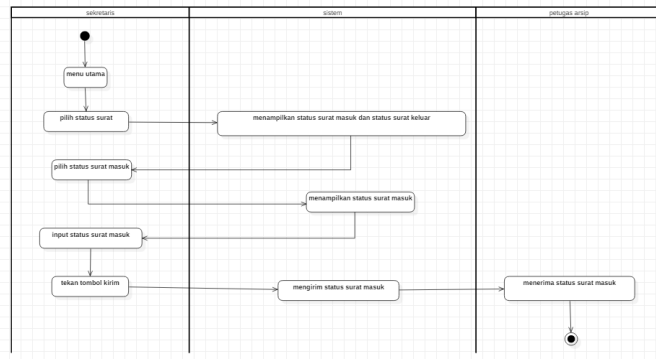 sekretaris
sistem
petugas arsip
menu utama
pilih status surat
menampilkan status surat masuk dan status surat keluar
pilih status surat masuk
menampilkan status surat masuk
input status surat masuk
tekan tombol kirim
mengirim status surat masuk
menerima status surat masuk